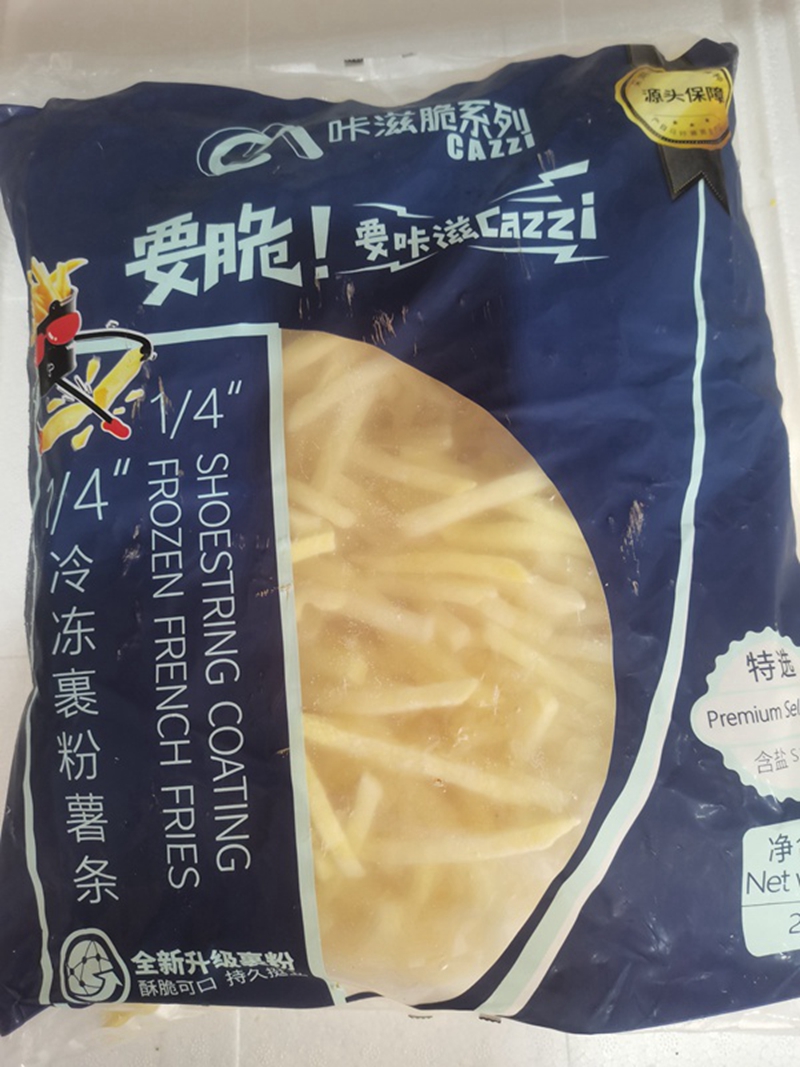 咔滋脆系列
CAZZI
源头保障
要脆！要咔滋Cazzi
1/4"
SHOESTRING COATING
FROZEN FRENCH FRIES
1/4"
冷冻裹粉薯条
特选
Premium Sel
含盐 S
净
Net
2
全新升级裹粉
酥脆可口 持久